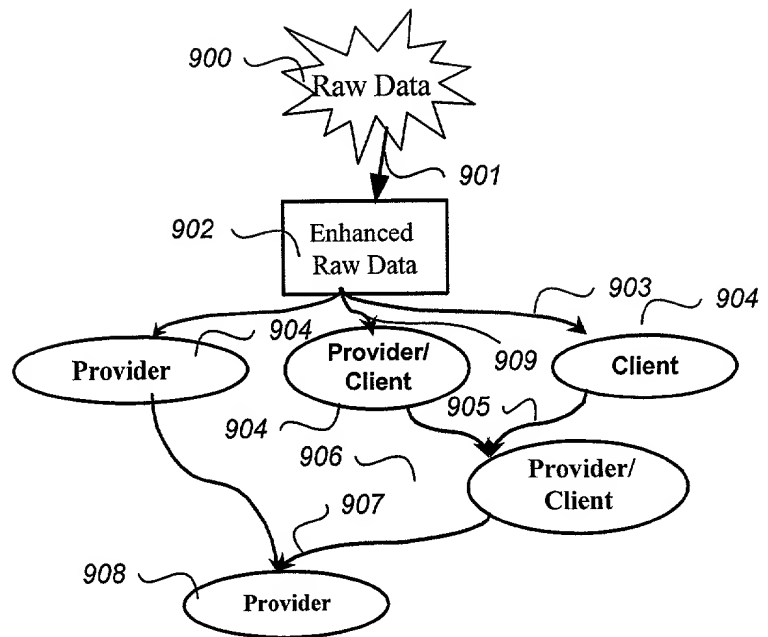 900
Raw Data
901
902
Enhanced
Raw Data
903
904
904
909
Provider
Provider/
Client
Client
904
905
906
Provider/
Client
907
908
Provider